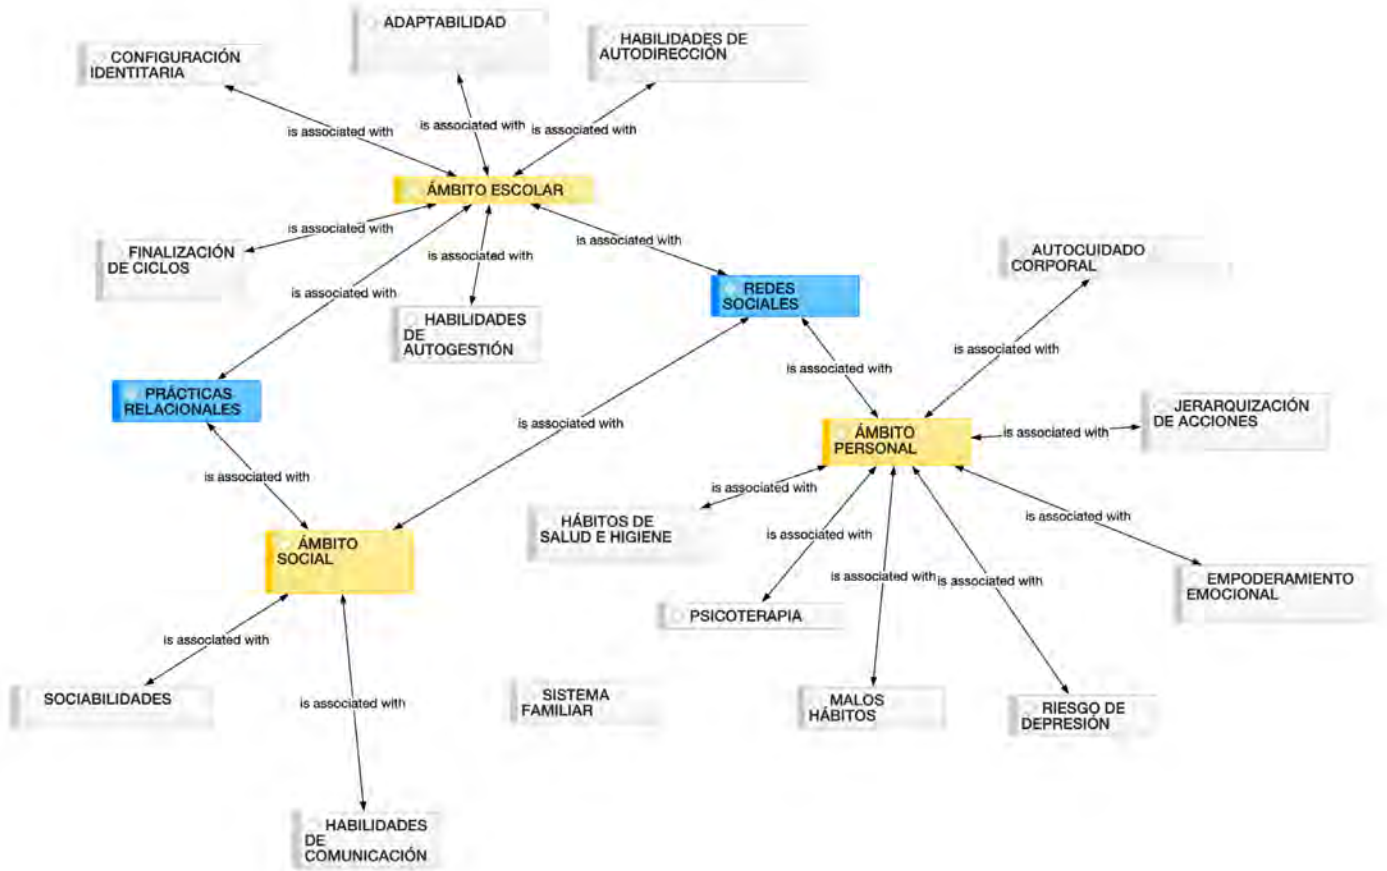 ADAPTABILIDAD
HABILIDADES DE
AUTODIRECCIÓN
CONFIGURACIÓN
IDENTITARIA
is associated with
is associated with
is associated with
ÁMBITO ESCOLAR
is associated with
is associated with
is associated with
is associated with
FINALIZACIÓN
DE CICLOS
AUTOCUIDADO
CORPORAL
REDES
SOCIALES
HABILIDADES
DE
AUTOGESTIÓN
is associated with
is associated with
PRÁCTICAS
RELACIONALES
JERARQUIZACIÓN
DE ACCIONES
is associated with
is associated with
ÁMBITO
PERSONAL
is associated with
is associated with
is associated with
HÁBITOS DE
SALUD E HIGIENE
is associated with
is associated with
ÁMBITO
SOCIAL
is associated with
is associated with
EMPODERAMIENTO
EMOCIONAL
PSICOTERAPIA
is associated with
SOCIABILIDADES
SISTEMA
FAMILIAR
MALOS
HÁBITOS
RIESGO DE
DEPRESIÓN
is associated with
HABILIDADES
DE
COMUNICACIÓN